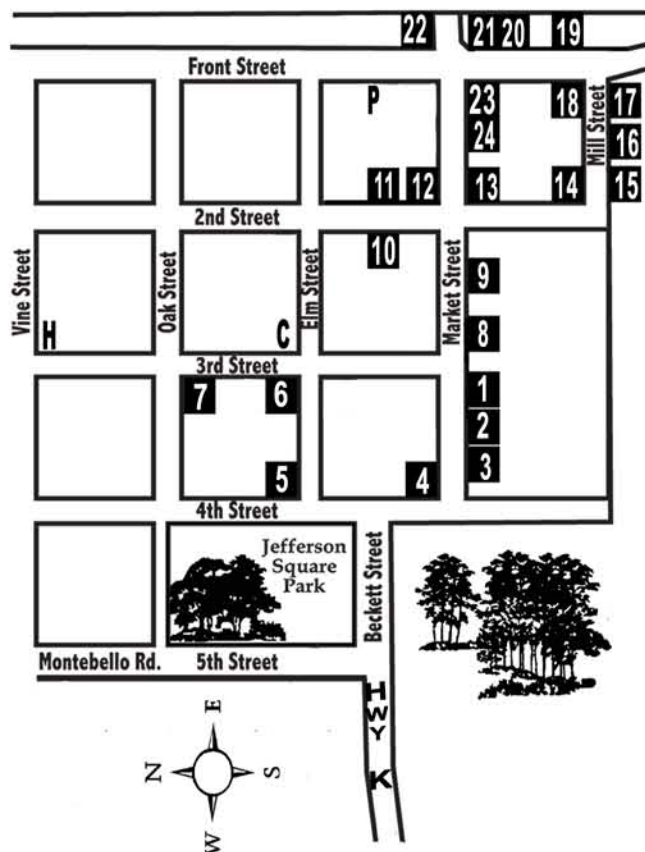 22
21
20
19
Front Street
P
23
18
17
24
Mill Street
16
11
12
13
14
15
2nd Street
Vine Street
Oak Street
Elm Street
10
Market Street
9
H
C
8
3rd Street
7
6
1
2
5
4
3
4th Street
Jefferson
Square
Park
Beckett Street
Montebello Rd.
5th Street
HWY
K
E
N
S
W